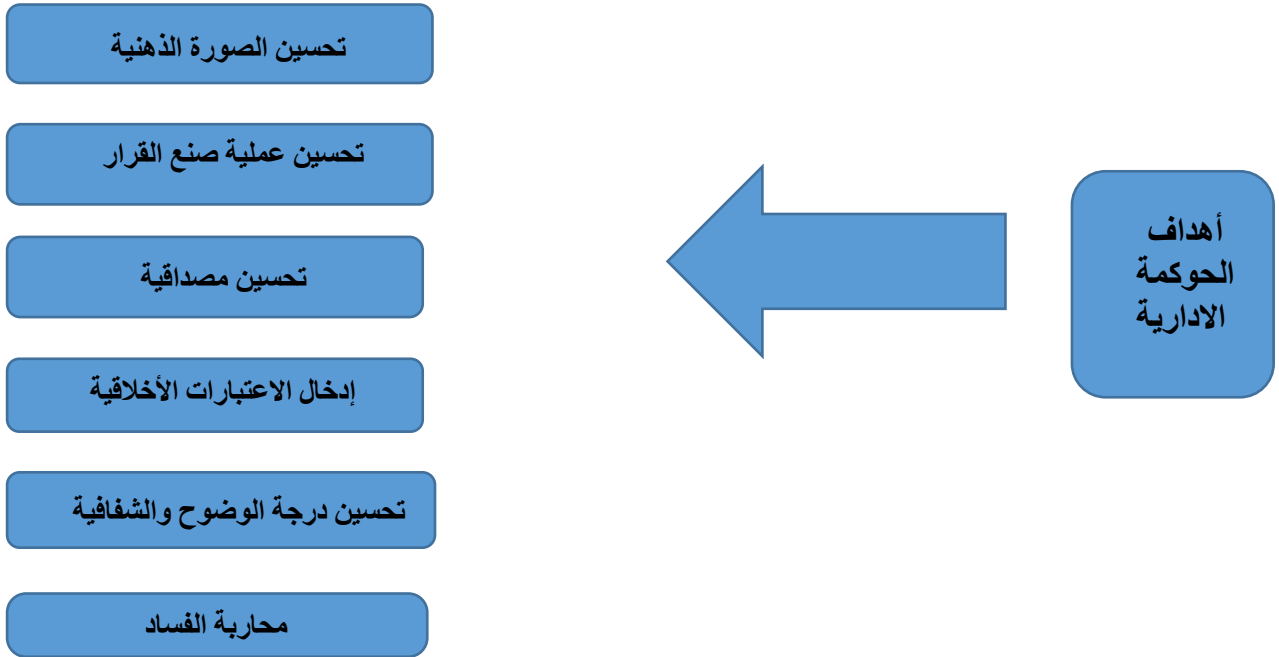 أهداف
الحوكمة
الادارية
تحسين الصورة الذهنية
تحسين عملية صنع القرار
تحسين مصداقية
إدخال الاعتبارات الأخلاقية
تحسين درجة الوضوح والشفافية
محاربة الفساد